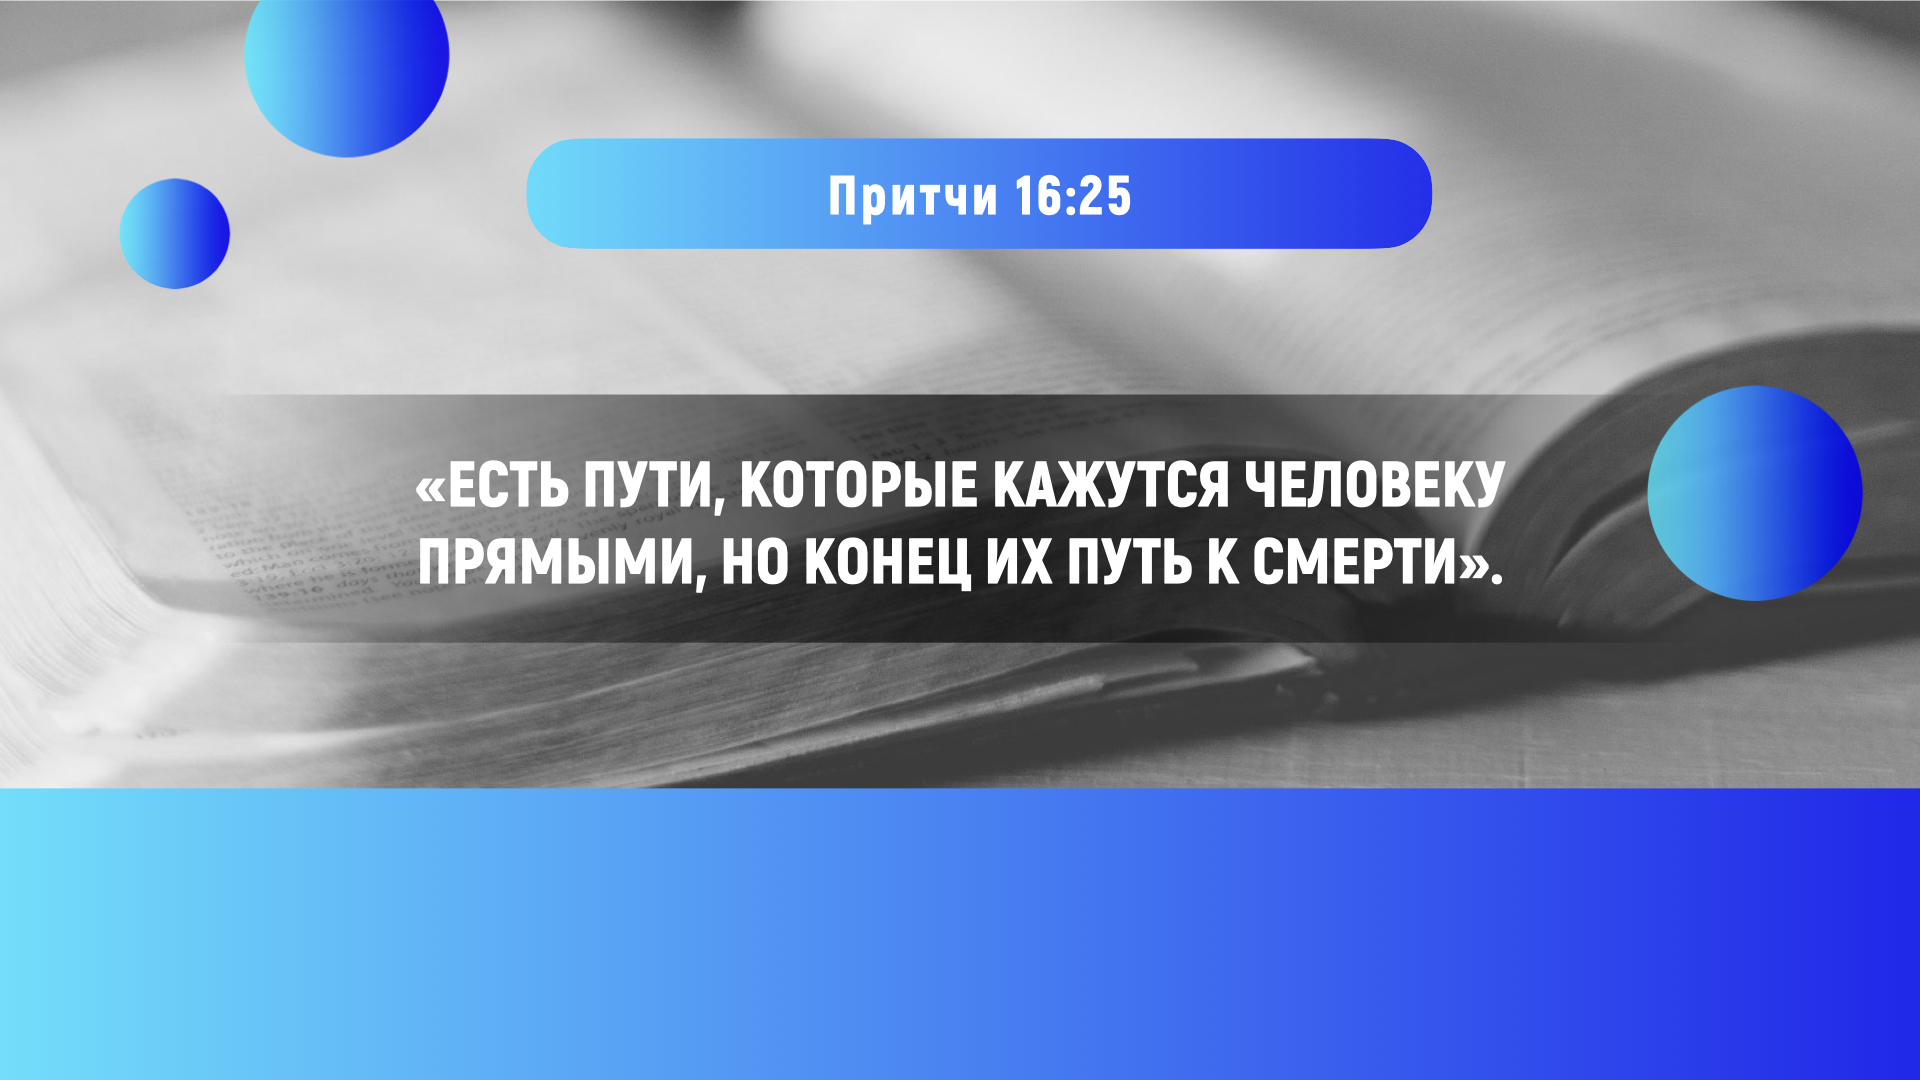 Притчи 16:25
«ЕСТЬ ПУТИ, КОТОРЫЕ КАЖУТСЯ ЧЕЛОВЕКУ
ПРЯМЫМИ, НО КОНЕЦ ИХ ПУТЬ К СМЕРТИ».